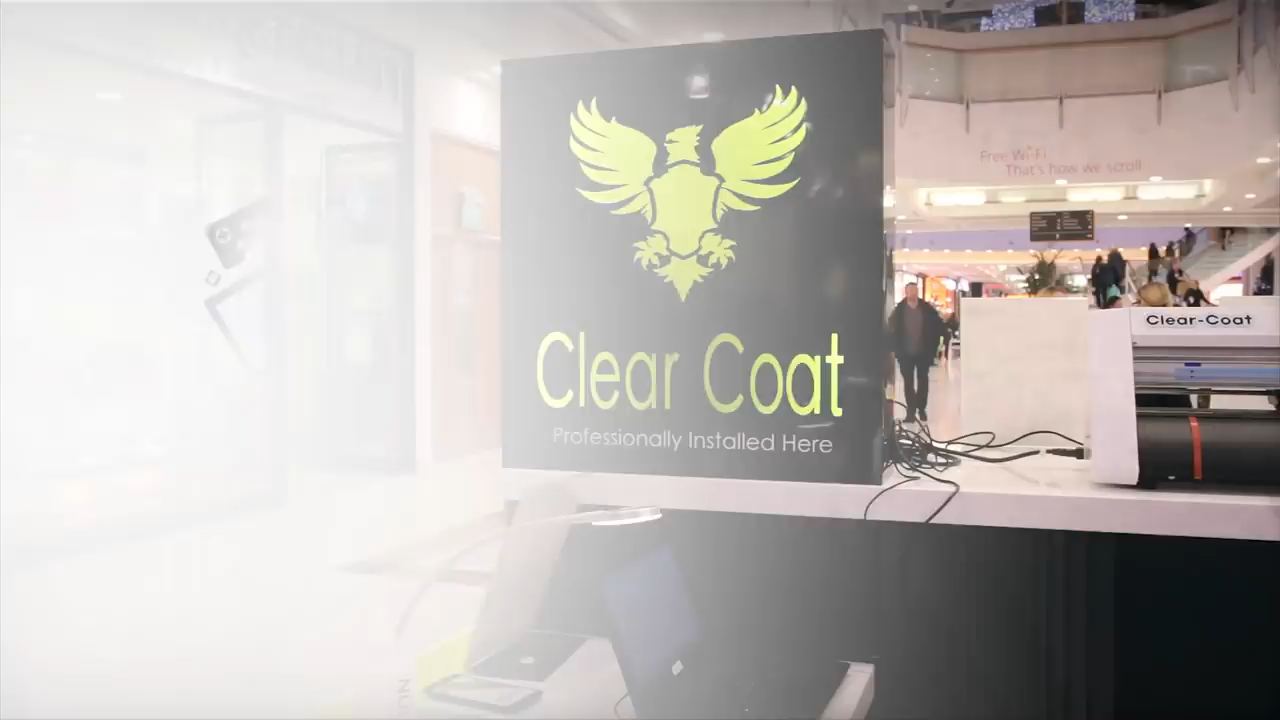 Clear Coat
Professionally Installed Here
Free Wi-Fi
That's how we scroll
Clear-Coat